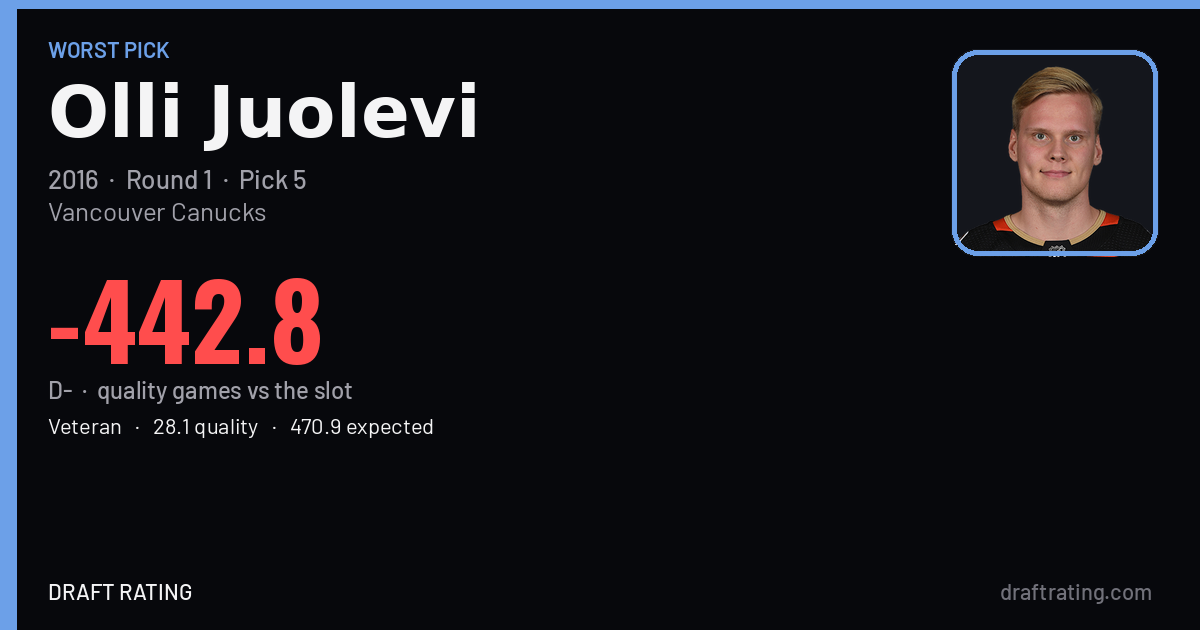 WORST PICK
Olli Juolevi
2016 · Round 1 · Pick 5
Vancouver Canucks
-442.8
D- · quality games vs the slot
Veteran · 28.1 quality · 470.9 expected
DRAFT RATING
draftrating.com